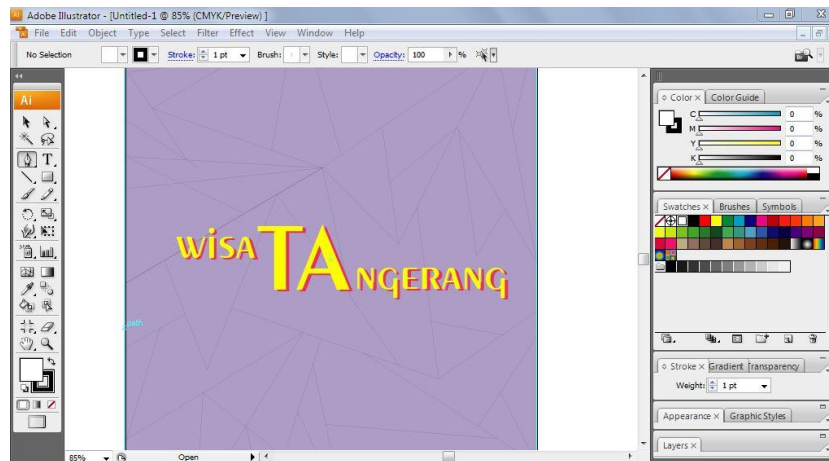 Adobe Illustrator - [Untitled-1 @ 85% (CMYK/Preview) ]
File Edit Object Type Select Filter Effect View Window Help
No Selection Stroke: 1 pt Brush: Style: Opacity: 100 %
Ai
Color × Color Guide
C 0 %
M 0 %
Y 0 %
K 0 %
Swatches × Brushes Symbols
WiSATANGERANG
path
Stroke × Gradient Transparency
Weight: 1 pt
Appearance × Graphic Styles
Layers ×
85% Open